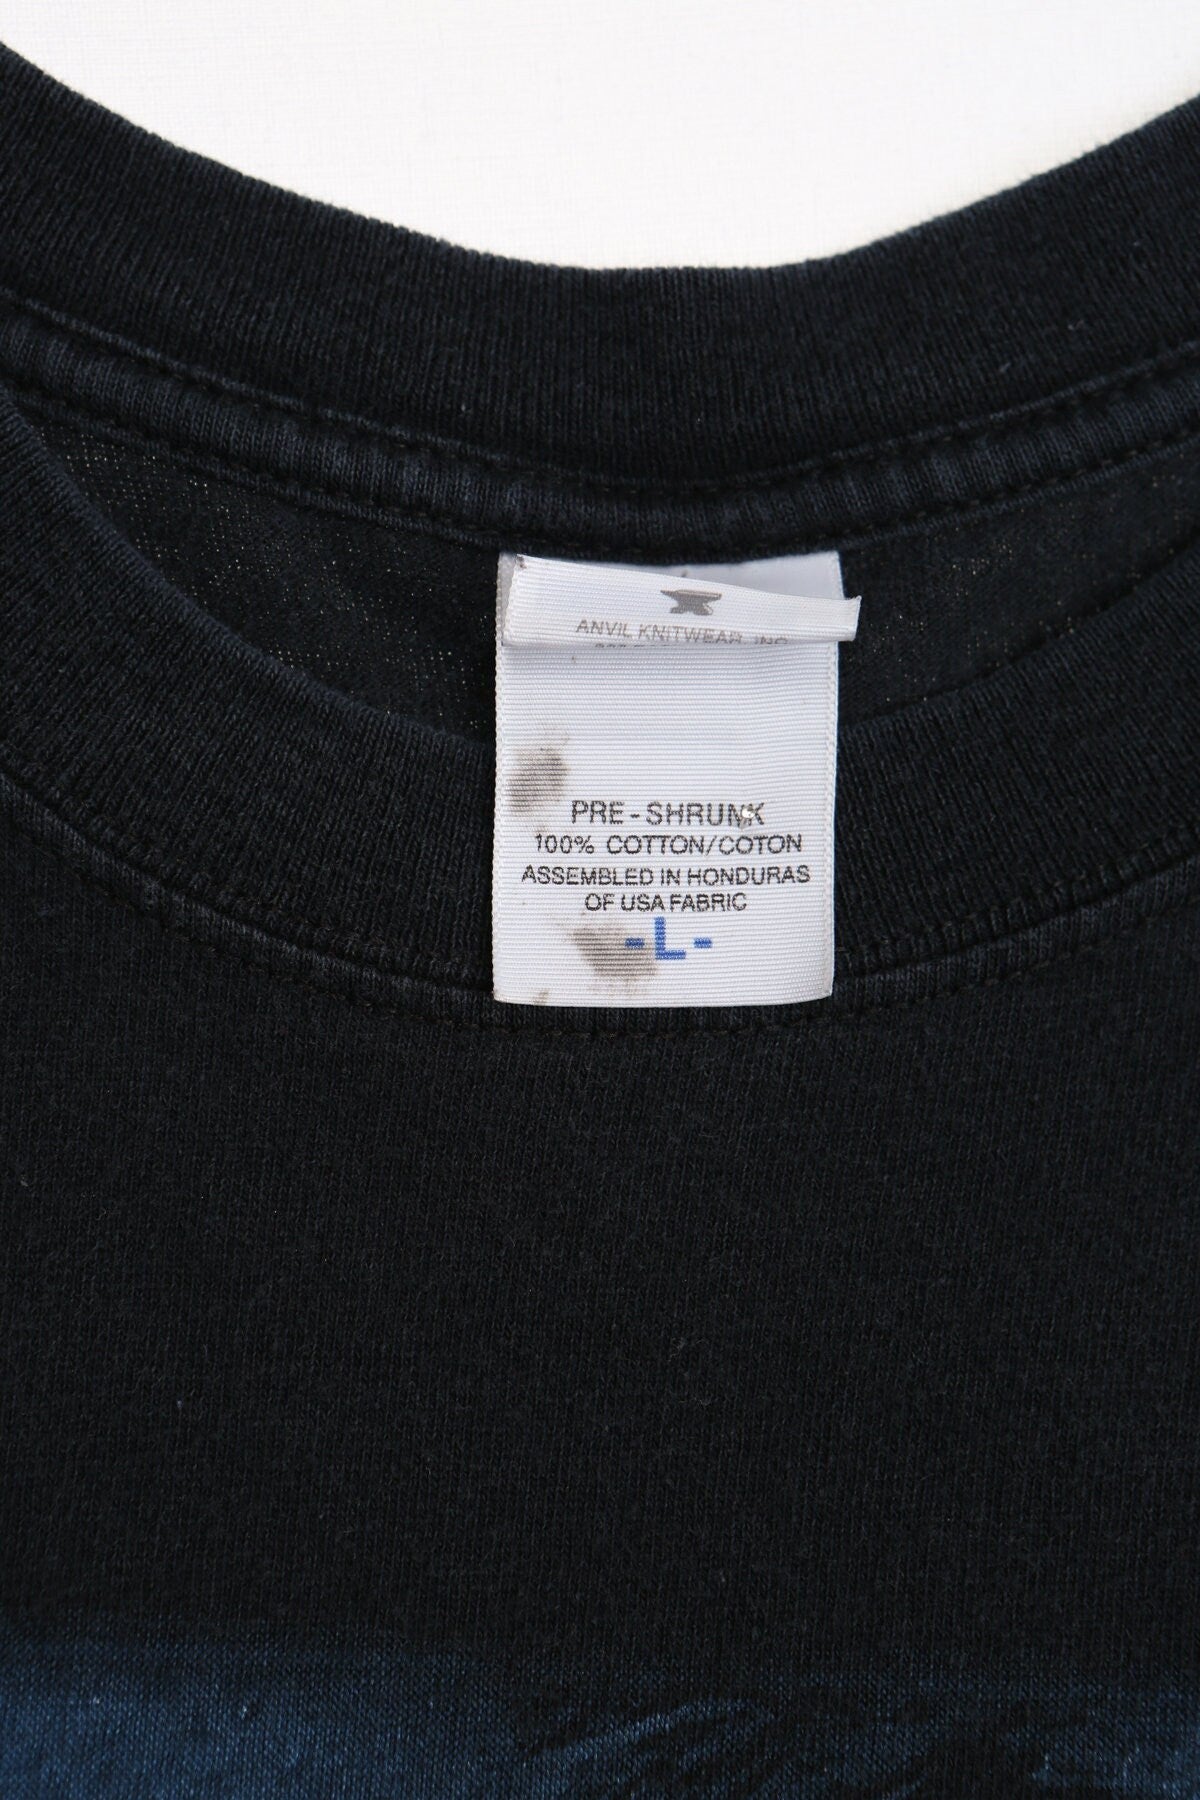 ANVIL KNITWEAR, INC.
PRE-SHRUNK
100% COTTON/COTON
ASSEMBLED IN HONDURAS
OF USA FABRIC
-L-